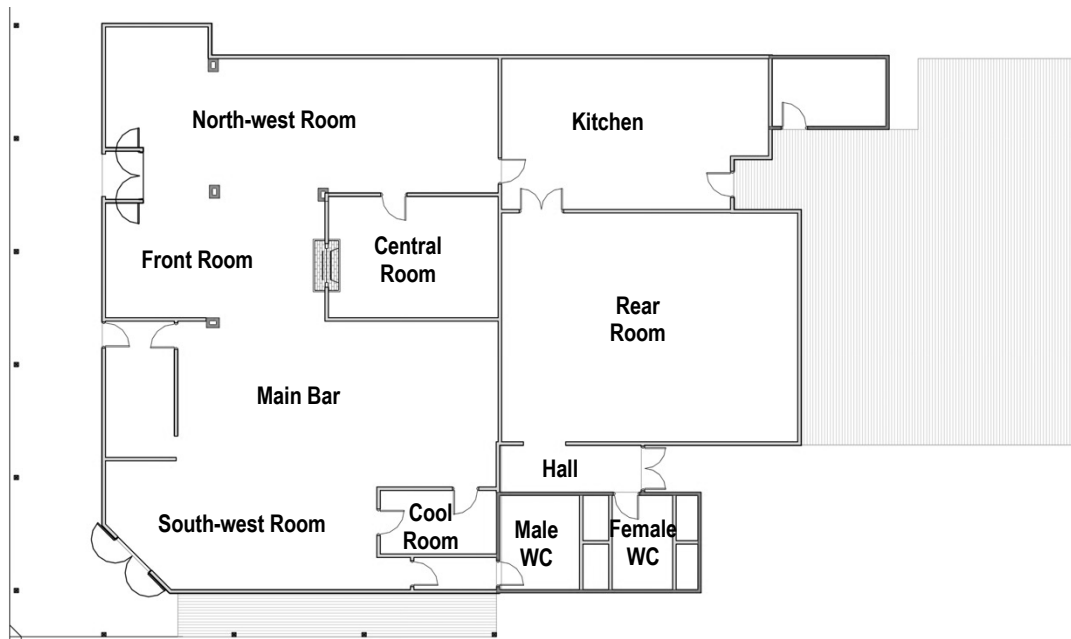 North-west Room
Kitchen
Front Room
Central
Room
Rear
Room
Main Bar
Hall
South-west Room
Cool
Room
Male
WC
Female
WC